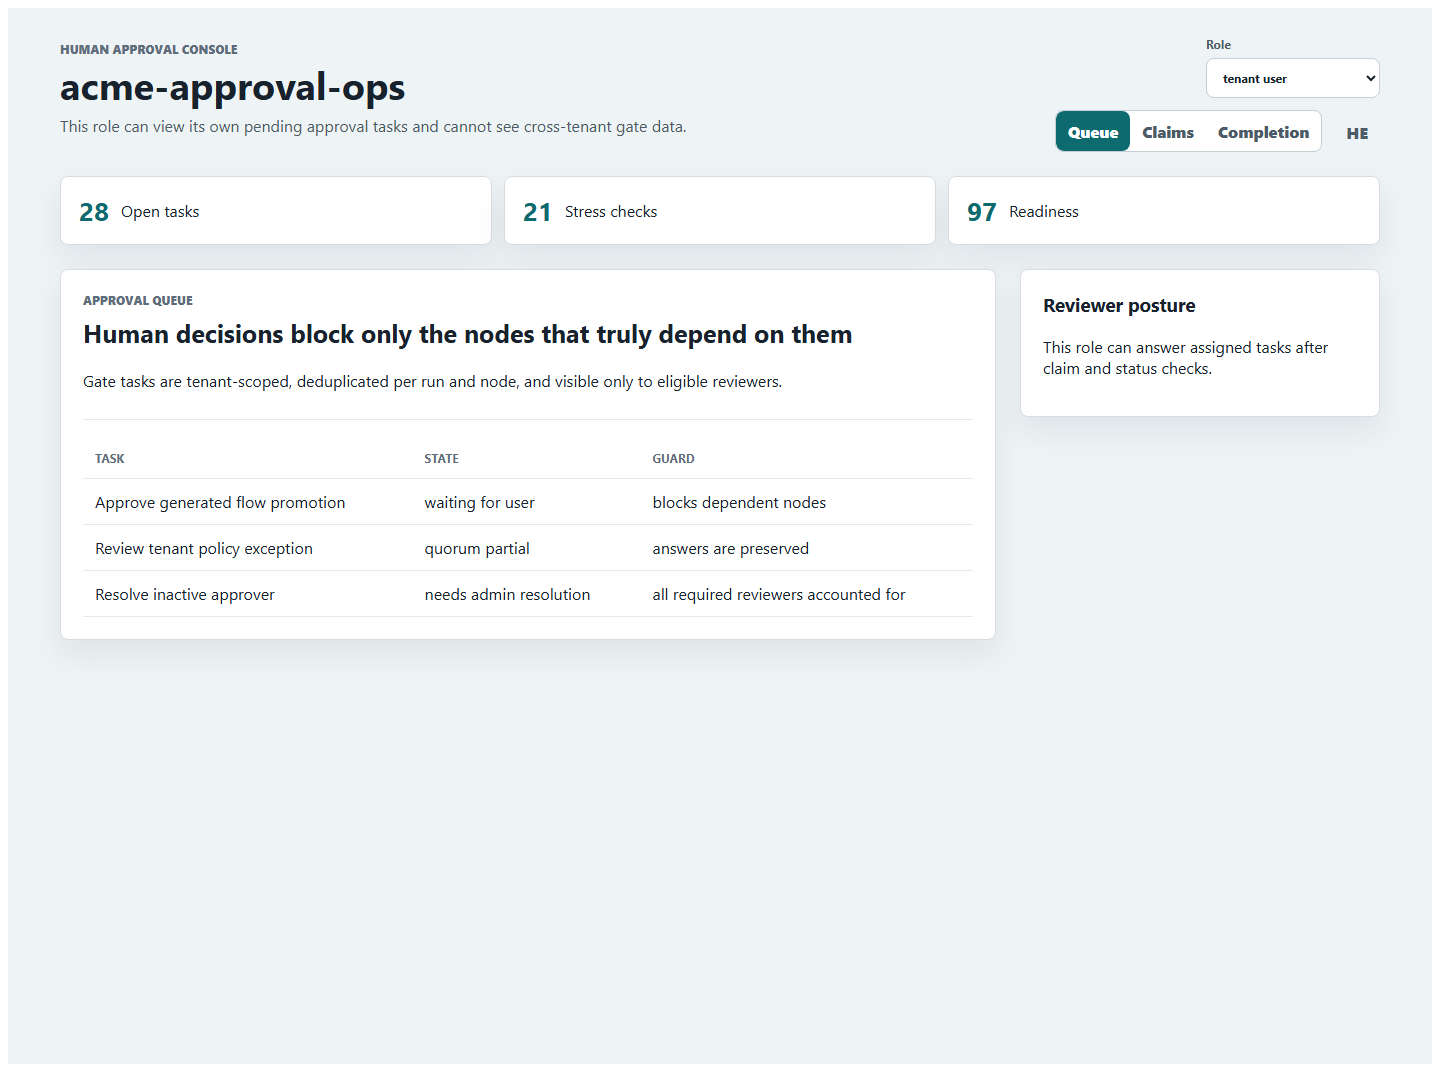 HUMAN APPROVAL CONSOLE
acme-approval-ops
This role can view its own pending approval tasks and cannot see cross-tenant gate data.
Role
tenant user
Queue Claims Completion HE
28 Open tasks
21 Stress checks
97 Readiness
APPROVAL QUEUE
Human decisions block only the nodes that truly depend on them
Gate tasks are tenant-scoped, deduplicated per run and node, and visible only to eligible reviewers.
TASK STATE GUARD
Approve generated flow promotion waiting for user blocks dependent nodes
Review tenant policy exception quorum partial answers are preserved
Resolve inactive approver needs admin resolution all required reviewers accounted for
Reviewer posture
This role can answer assigned tasks after
claim and status checks.